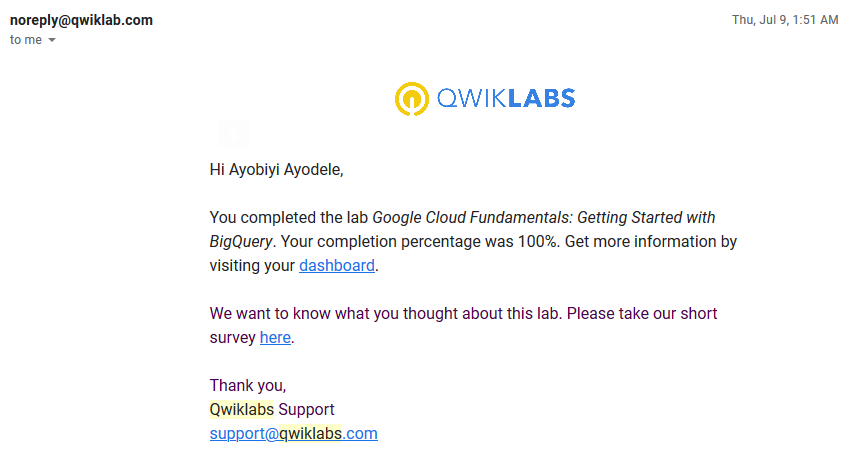 noreply@qwiklab.com
Thu, Jul 9, 1:51 AM
to me
QWIKLABS
Hi Ayobiyi Ayodele,
You completed the lab Google Cloud Fundamentals: Getting Started with
BigQuery. Your completion percentage was 100%. Get more information by
visiting your dashboard.
We want to know what you thought about this lab. Please take our short
survey here.
Thank you,
Qwiklabs Support
support@qwiklabs.com